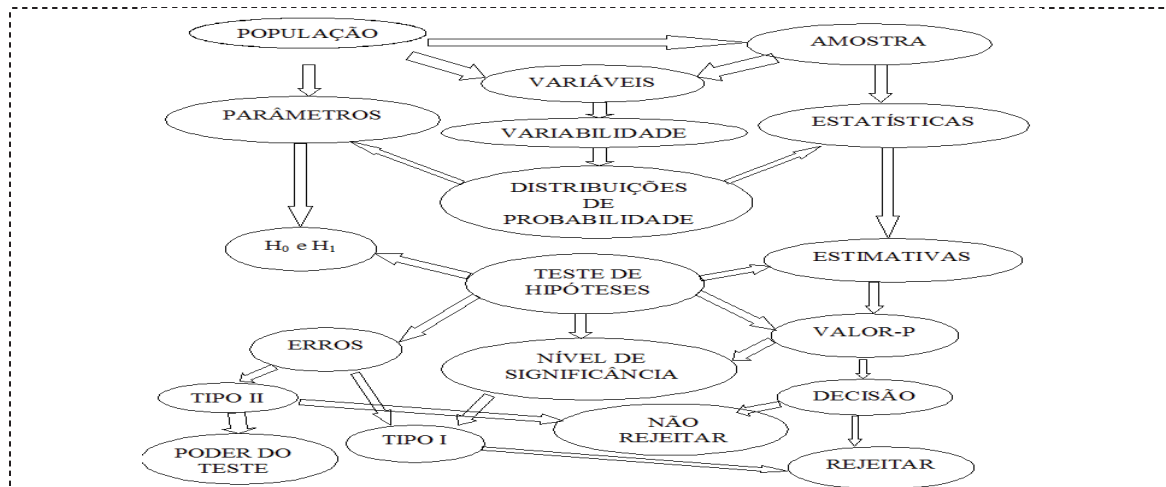 POPULAÇÃO
AMOSTRA
VARIÁVEIS
PARÂMETROS
VARIABILIDADE
ESTATÍSTICAS
DISTRIBUIÇÕES
DE
PROBABILIDADE
H₀ e H₁
TESTE DE
HIPÓTESES
ESTIMATIVAS
ERROS
NÍVEL DE
SIGNIFICÂNCIA
VALOR-P
TIPO II
DECISÃO
NÃO
REJEITAR
TIPO I
PODER DO
TESTE
REJEITAR